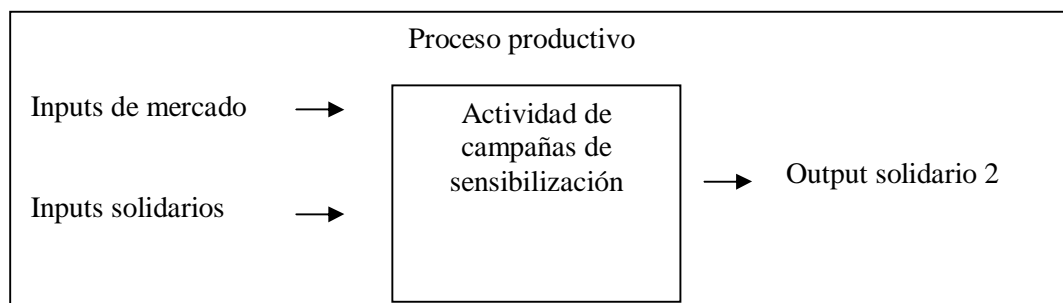 Proceso productivo
Inputs de mercado
Actividad de
campañas de
sensibilización
Output solidario 2
Inputs solidarios